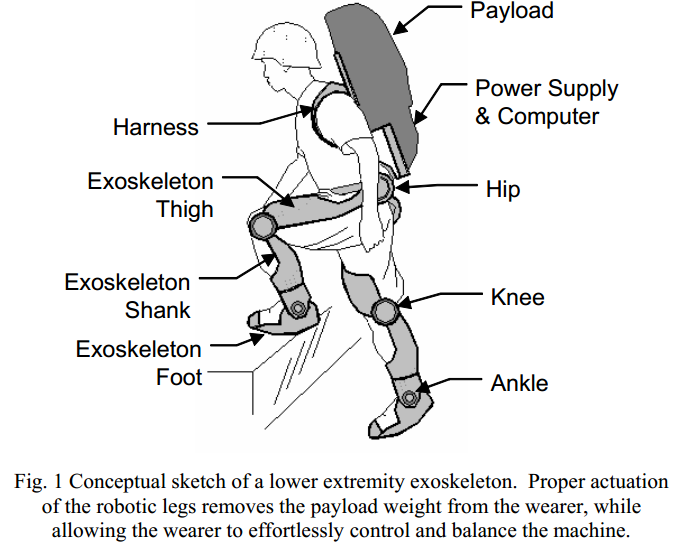 Payload
Power Supply
& Computer
Harness
Exoskeleton
Thigh
Hip
Exoskeleton
Shank
Knee
Exoskeleton
Foot
Ankle
Fig. 1 Conceptual sketch of a lower extremity exoskeleton.  Proper actuation
of the robotic legs removes the payload weight from the wearer, while
allowing the wearer to effortlessly control and balance the machine.